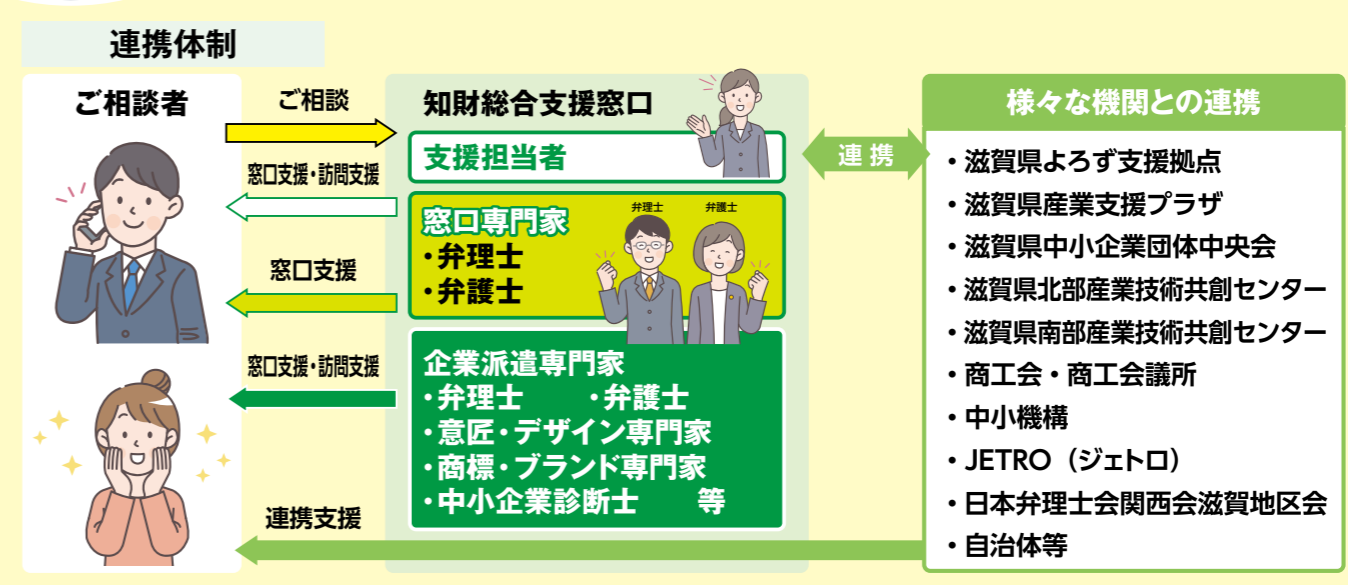 連携体制
ご相談者
ご相談
窓口支援・訪問支援
窓口支援
窓口支援・訪問支援
連携支援
知財総合支援窓口
支援担当者
窓口専門家
・弁理士
・弁護士
弁理士 弁護士
企業派遣専門家
・弁理士 ・弁護士
・意匠・デザイン専門家
・商標・ブランド専門家
・中小企業診断士 等
連携
様々な機関との連携
・滋賀県よろず支援拠点
・滋賀県産業支援プラザ
・滋賀県中小企業団体中央会
・滋賀県北部産業技術共創センター
・滋賀県南部産業技術共創センター
・商工会・商工会議所
・中小機構
・JETRO（ジェトロ）
・日本弁理士会関西会滋賀地区会
・自治体等